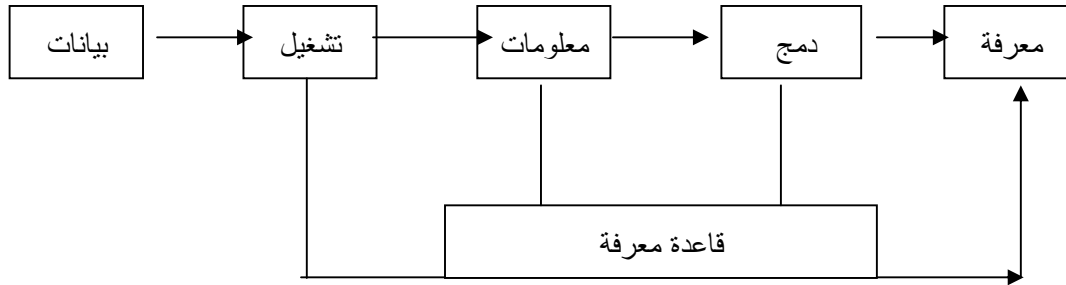 بيانات
تشغيل
معلومات
دمج
معرفة
قاعدة معرفة